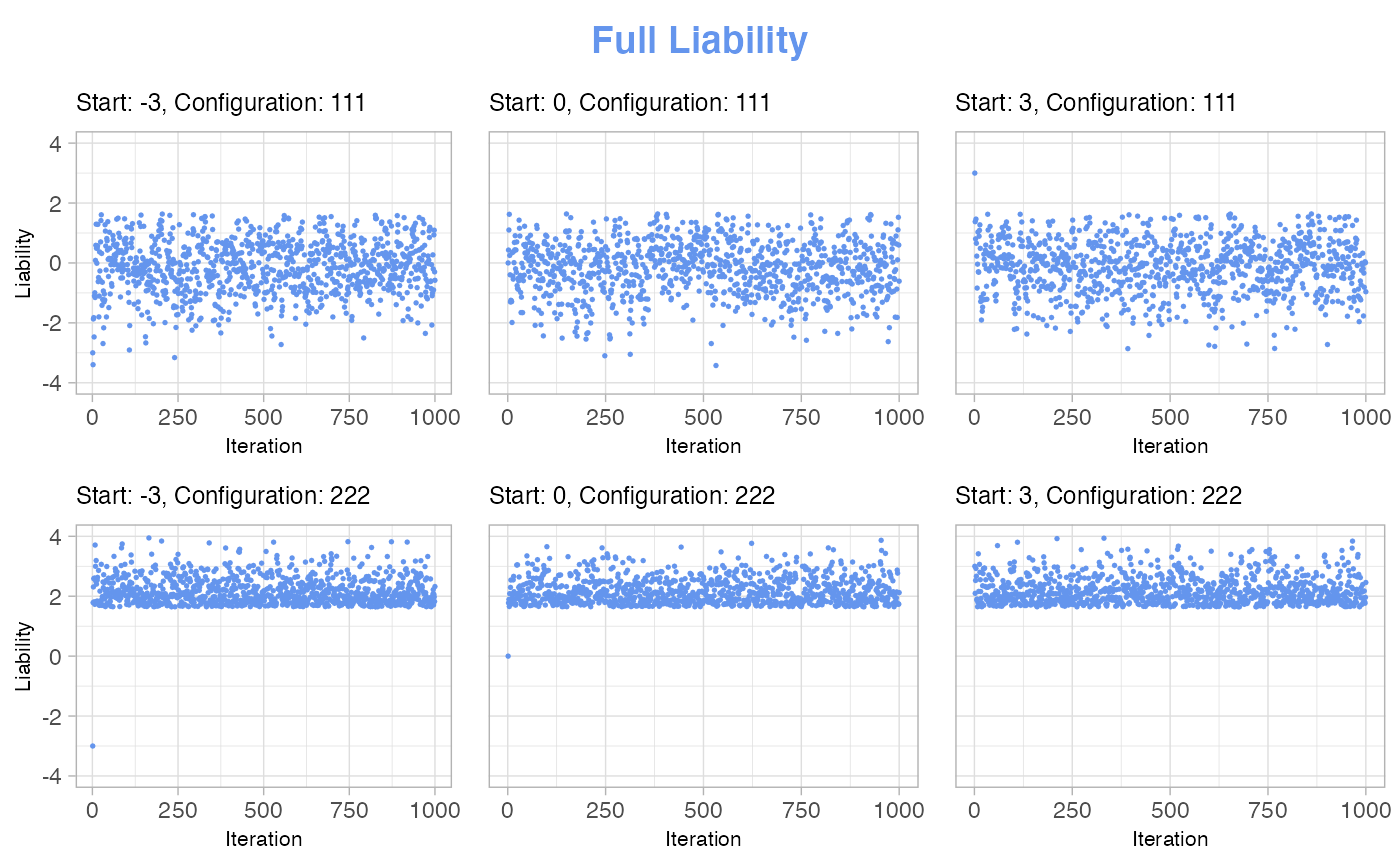 Full Liability
Start: -3, Configuration: 111
Start: 0, Configuration: 111
Start: 3, Configuration: 111
4
2
0
-2
-4
Liability
0 250 500 750 1000
0 250 500 750 1000
0 250 500 750 1000
Iteration
Iteration
Iteration
Start: -3, Configuration: 222
Start: 0, Configuration: 222
Start: 3, Configuration: 222
4
2
0
-2
-4
Liability
0 250 500 750 1000
0 250 500 750 1000
0 250 500 750 1000
Iteration
Iteration
Iteration